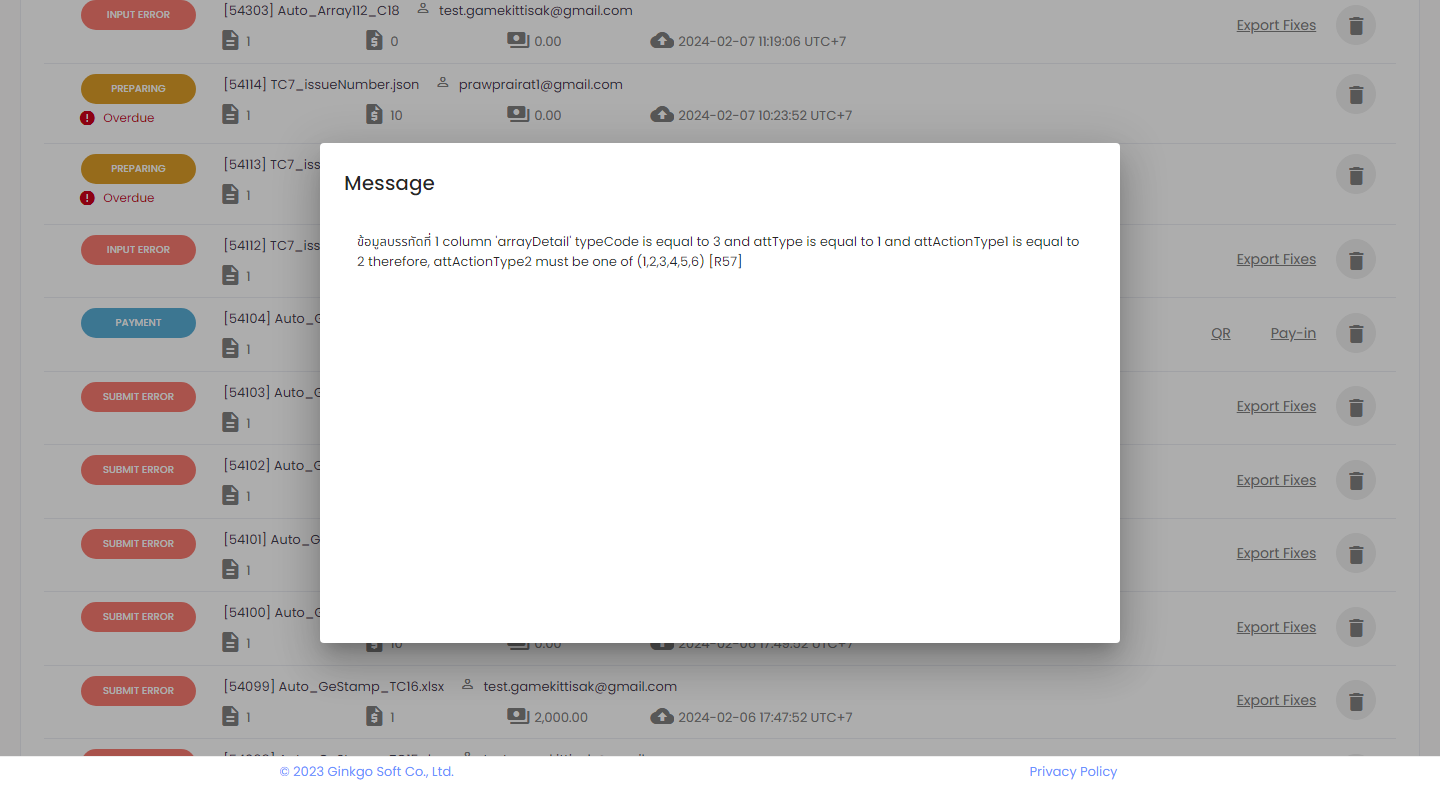 INPUT ERROR
[54303] Auto_Array112_C18 test.gamekittisak@gmail.com
1 0 0.00 2024-02-07 11:19:06 UTC+7
Export Fixes
PREPARING
Overdue
[54114] TC7_issueNumber.json prawprairat1@gmail.com
1 10 0.00 2024-02-07 10:23:52 UTC+7
PREPARING
Overdue
[54113] TC7_iss
1
Message
ข้อมูลบรรทัดที่ 1 column 'arrayDetail' typeCode is equal to 3 and attType is equal to 1 and attActionType1 is equal to
2 therefore, attActionType2 must be one of (1,2,3,4,5,6) [R57]
INPUT ERROR
[54112] TC7_iss
1
Export Fixes
PAYMENT
[54104] Auto_G
1
QR Pay-in
SUBMIT ERROR
[54103] Auto_G
1
Export Fixes
SUBMIT ERROR
[54102] Auto_G
1
Export Fixes
SUBMIT ERROR
[54101] Auto_G
1
Export Fixes
SUBMIT ERROR
[54100] Auto_G
1 10 0.00 2024-02-06 17:49:52 UTC+7
Export Fixes
SUBMIT ERROR
[54099] Auto_GeStamp_TC16.xlsx test.gamekittisak@gmail.com
1 1 2,000.00 2024-02-06 17:47:52 UTC+7
Export Fixes
© 2023 Ginkgo Soft Co., Ltd. Privacy Policy